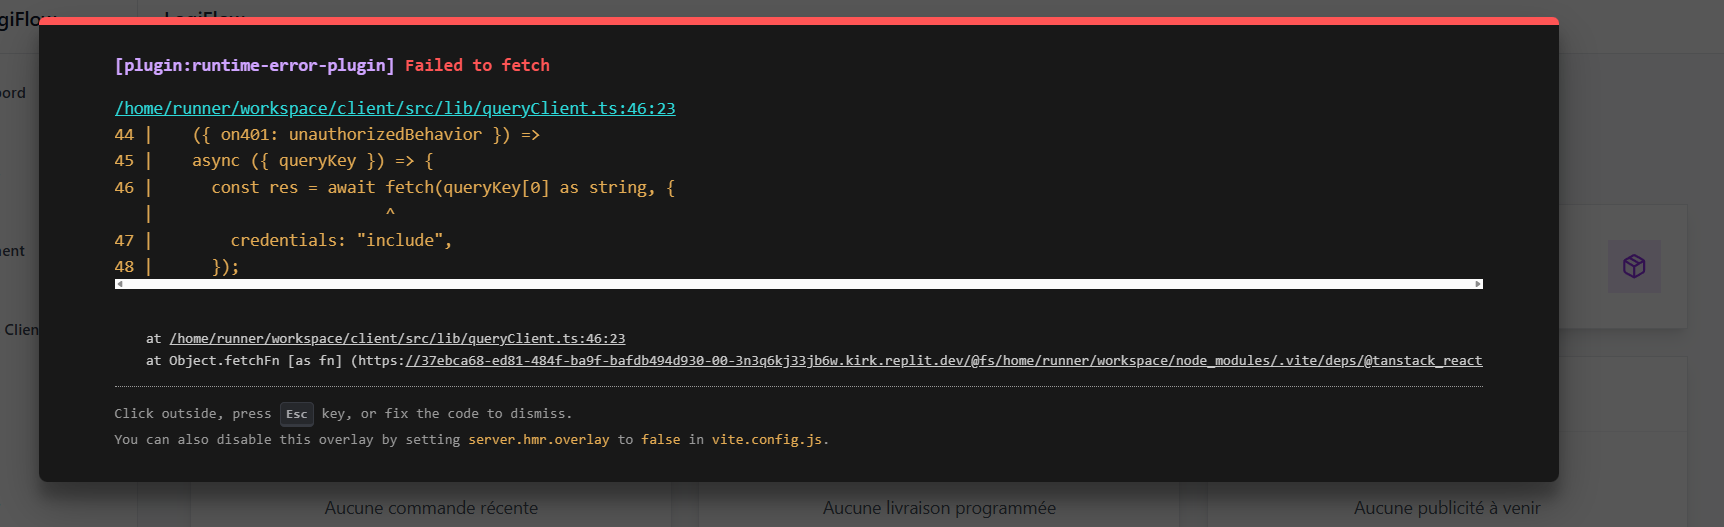 LogiFlow
[plugin:runtime-error-plugin] Failed to fetch
/home/runner/workspace/client/src/lib/queryClient.ts:46:23
44 |    ({ on401: unauthorizedBehavior }) =>
45 |    async ({ queryKey }) => {
46 |      const res = await fetch(queryKey[0] as string, {
   |                        ^
47 |        credentials: "include",
48 |      });
at /home/runner/workspace/client/src/lib/queryClient.ts:46:23
at Object.fetchFn [as fn] (https://37ebca68-ed81-484f-ba9f-bafdb494d930-00-3n3q6kj33jb6w.kirk.replit.dev/@fs/home/runner/workspace/node_modules/.vite/deps/@tanstack_react
Click outside, press Esc key, or fix the code to dismiss.
You can also disable this overlay by setting server.hmr.overlay to false in vite.config.js.
ord
ent
Clien
Aucune commande récente
Aucune livraison programmée
Aucune publicité à venir